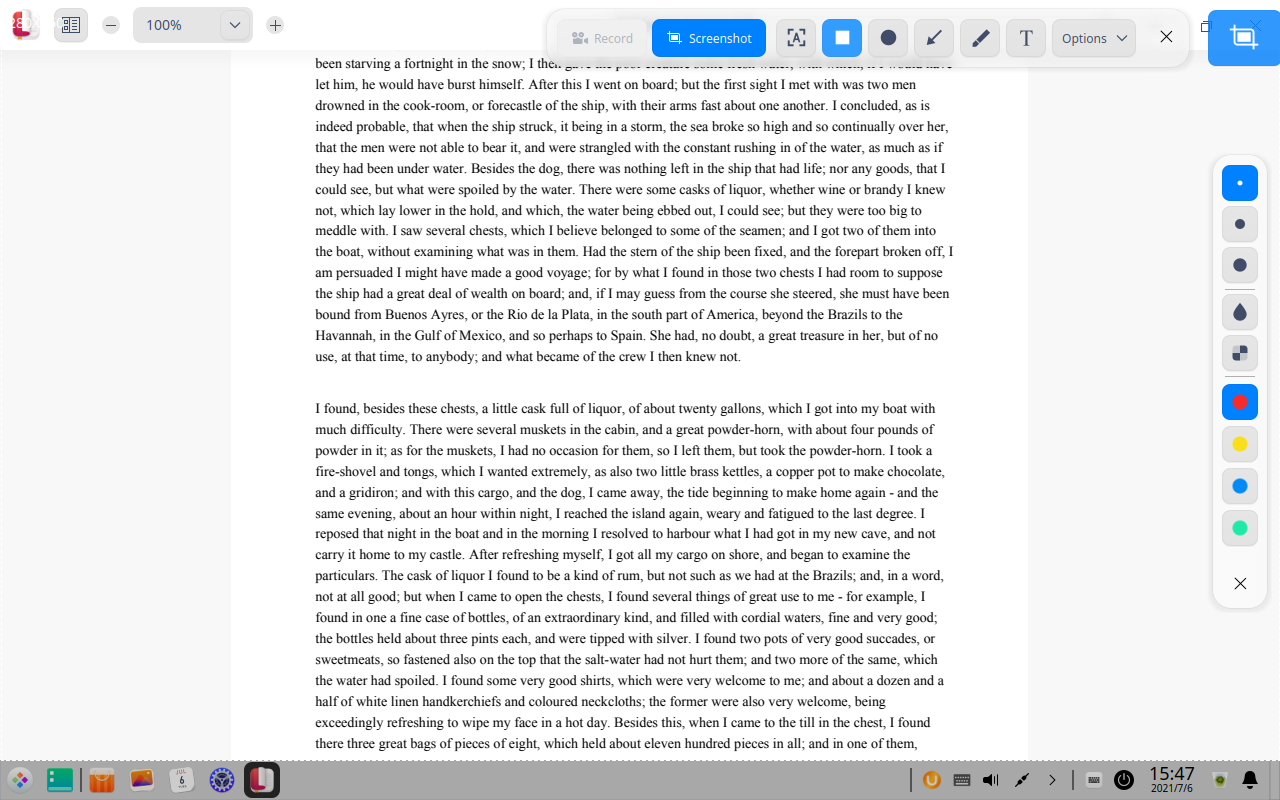 100%
Record
Screenshot
T
Options
been starving a fortnight in the snow; I then gave the poor creature some fresh water, with which, if I would have
let him, he would have burst himself. After this I went on board; but the first sight I met with was two men
drowned in the cook-room, or forecastle of the ship, with their arms fast about one another. I concluded, as is
indeed probable, that when the ship struck, it being in a storm, the sea broke so high and so continually over her,
that the men were not able to bear it, and were strangled with the constant rushing in of the water, as much as if
they had been under water. Besides the dog, there was nothing left in the ship that had life; nor any goods, that I
could see, but what were spoiled by the water. There were some casks of liquor, whether wine or brandy I knew
not, which lay lower in the hold, and which, the water being ebbed out, I could see; but they were too big to
meddle with. I saw several chests, which I believe belonged to some of the seamen; and I got two of them into
the boat, without examining what was in them. Had the stern of the ship been fixed, and the forepart broken off, I
am persuaded I might have made a good voyage; for by what I found in those two chests I had room to suppose
the ship had a great deal of wealth on board; and, if I may guess from the course she steered, she must have been
bound from Buenos Ayres, or the Rio de la Plata, in the south part of America, beyond the Brazils to the
Havannah, in the Gulf of Mexico, and so perhaps to Spain. She had, no doubt, a great treasure in her, but of no
use, at that time, to anybody; and what became of the crew I then knew not.
I found, besides these chests, a little cask full of liquor, of about twenty gallons, which I got into my boat with
much difficulty. There were several muskets in the cabin, and a great powder-horn, with about four pounds of
powder in it; as for the muskets, I had no occasion for them, so I left them, but took the powder-horn. I took a
fire-shovel and tongs, which I wanted extremely, as also two little brass kettles, a copper pot to make chocolate,
and a gridiron; and with this cargo, and the dog, I came away, the tide beginning to make home again - and the
same evening, about an hour within night, I reached the island again, weary and fatigued to the last degree. I
reposed that night in the boat and in the morning I resolved to harbour what I had got in my new cave, and not
carry it home to my castle. After refreshing myself, I got all my cargo on shore, and began to examine the
particulars. The cask of liquor I found to be a kind of rum, but not such as we had at the Brazils; and, in a word,
not at all good; but when I came to open the chests, I found several things of great use to me - for example, I
found in one a fine case of bottles, of an extraordinary kind, and filled with cordial waters, fine and very good;
the bottles held about three pints each, and were tipped with silver. I found two pots of very good succades, or
sweetmeats, so fastened also on the top that the salt-water had not hurt them; and two more of the same, which
the water had spoiled. I found some very good shirts, which were very welcome to me; and about a dozen and a
half of white linen handkerchiefs and coloured neckcloths; the former were also very welcome, being
exceedingly refreshing to wipe my face in a hot day. Besides this, when I came to the till in the chest, I found
there three great bags of pieces of eight, which held about eleven hundred pieces in all; and in one of them,
JUL
6
15:47
2021/7/6